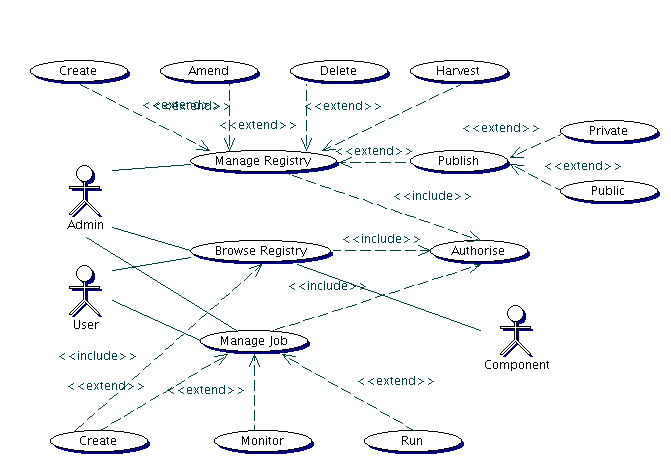 Create
Amend
Delete
Harvest
<<extend>>
<<extend>>
<<extend>>
<<extend>>
<<extend>>
Private
<<extend>>
Manage Registry
Publish
<<extend>>
Public
<<include>>
Admin
Browse Registry
<<include>>
Authorise
<<include>>
User
Manage Job
Component
<<include>>
<<extend>>
<<extend>>
<<extend>>
Create
Monitor
Run